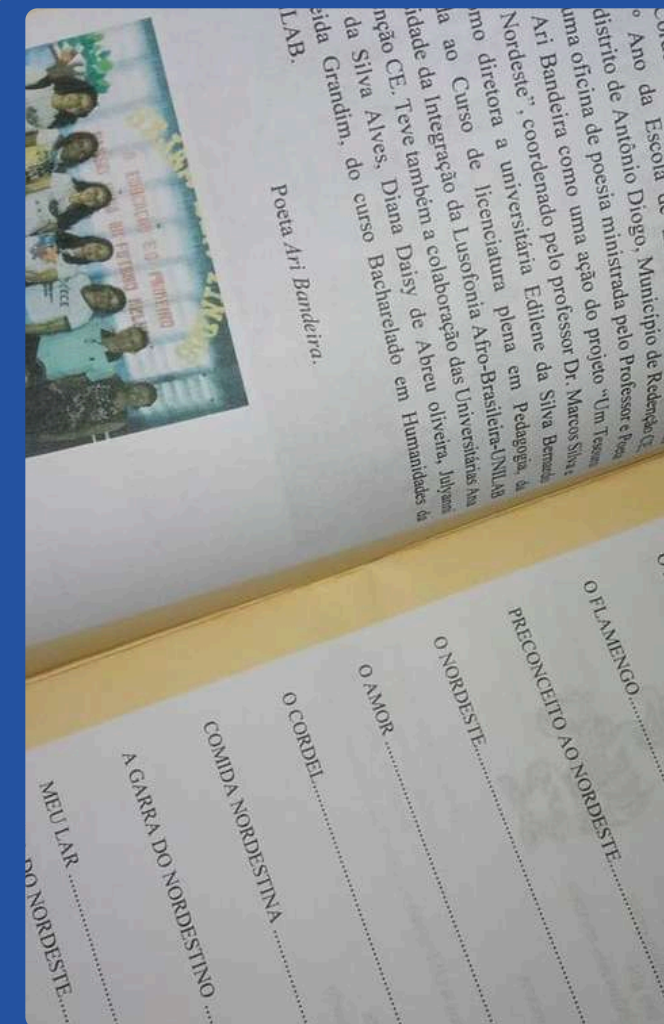 o Ano da Escola de
distrito de Antônio Diogo, Município de Redenção CE,
uma oficina de poesia ministrada pelo Professor e Poeta
Ari Bandeira como uma ação do projeto “Um Tesouro
Nordeste”, coordenado pelo professor Dr. Marcos Silva e
mo diretora a universitária Edilene da Silva Bernardo
da ao Curso de licenciatura plena em Pedagogia, da
idade da Integração da Lusofonia Afro-Brasileira-UNILAB
nção CE. Teve também a colaboração das Universitárias Ana
da Silva Alves, Diana Daisy de Abreu oliveira, Julyanni
eida Grandim, do curso Bacharelado em Humanidades da
LAB.
Poeta Ari Bandeira.
A EDUCAÇÃO E O PRIMEIRO
O FLAMENGO
PRECONCEITO AO NORDESTE
O NORDESTE
O AMOR
O CORDEL
COMIDA NORDESTINA
A GARRA DO NORDESTINO
MEU LAR
DO NORDESTE